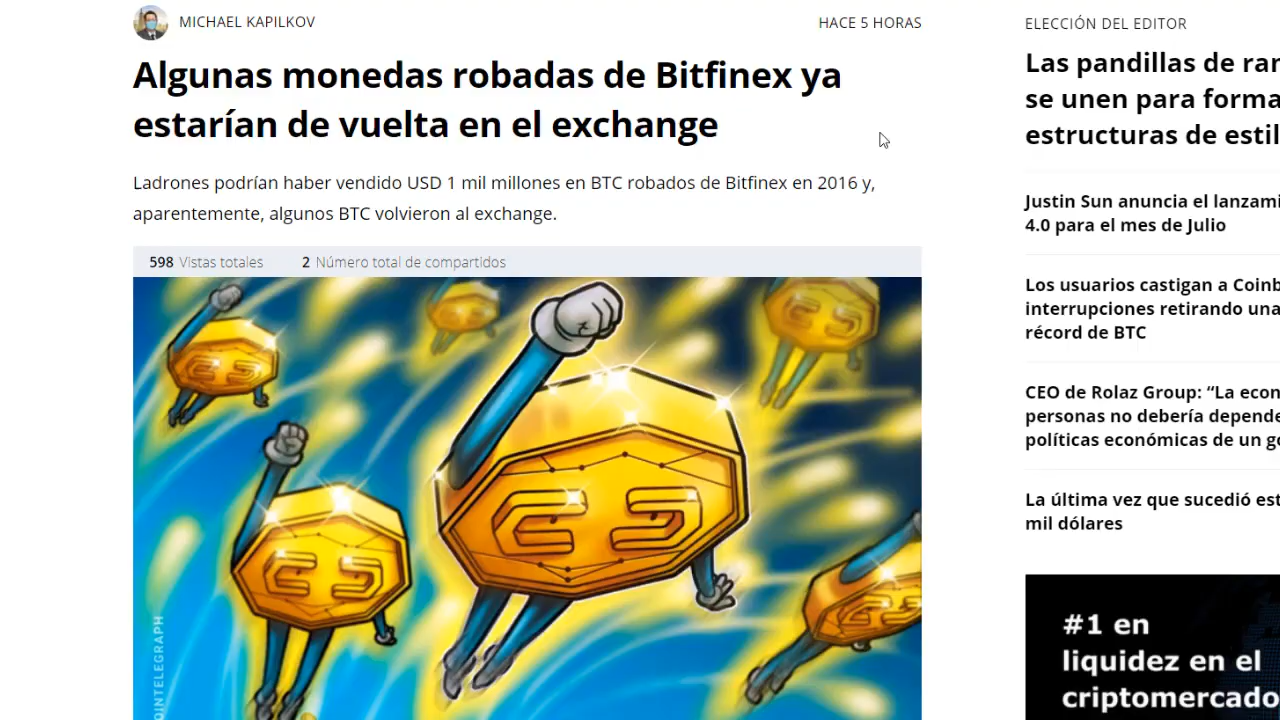 MICHAEL KAPILKOV
HACE 5 HORAS
Algunas monedas robadas de Bitfinex ya
estarían de vuelta en el exchange
Ladrones podrían haber vendido USD 1 mil millones en BTC robados de Bitfinex en 2016 y,
aparentemente, algunos BTC volvieron al exchange.
598 Vistas totales 2 Número total de compartidos
OINTELEGRAPH
ELECCIÓN DEL EDITOR
Las pandillas de
se unen para
estructuras de
Justin Sun anuncia el
4.0 para el mes de Julio
Los usuarios castigan a
interrupciones retirando una
récord de BTC
CEO de Rolaz Group: “La
personas no debería
políticas económicas de un
La última vez que sucedió
mil dólares
#1 en
liquidez en el
criptomercado